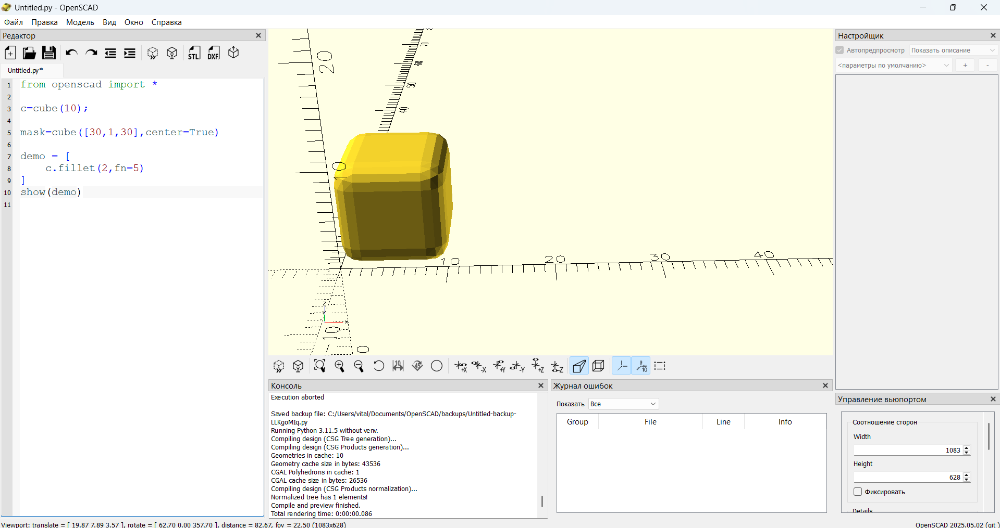 Untitled.py - OpenSCAD
Файл Правка Модель Вид Окно Справка
Редактор
STL DXF
Untitled.py*
1 from openscad import *
2
3 c=cube(10);
4
5 mask=cube([30,1,30],center=True)
6
7 demo = [
8 c.fillet(2,fn=5)
9 ]
10 show(demo)
11
20
40
10
10 20 30 40
z
x
-10
0
10 +X -X +Y -Y +Z -Z 10
Консоль
Execution aborted
Saved backup file: C:/Users/vital/Documents/OpenSCAD/backups/Untitled-backup-
LLKgoMIq.py
Running Python 3.11.5 without venv.
Compiling design (CSG Tree generation)...
Compiling design (CSG Products generation)...
Geometries in cache: 10
Geometry cache size in bytes: 43536
CGAL Polyhedrons in cache: 1
CGAL cache size in bytes: 26536
Compiling design (CSG Products normalization)...
Normalized tree has 1 elements!
Compile and preview finished.
Total rendering time: 0:00:00.086
Журнал ошибок
Показать Все
Group File Line Info
Настройщик
Автопредпросмотр Показать описание
<параметры по умолчанию> + -
Управление вьюпортом
Соотношение сторон
Width
1083
Height
628
Фиксировать
Details
Viewport: translate = [ 19.87 7.89 3.57 ], rotate = [ 62.70 0.00 357.70 ], distance = 82.67, fov = 22.50 (1083x628)
OpenSCAD 2025.05.02 (git )